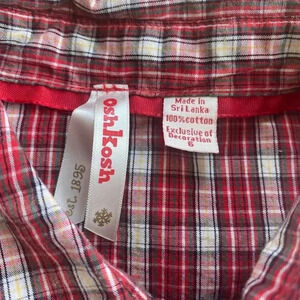 oshkosh
Est. 1895
Made in
Sri Lanka
100%cotton
Exclusive of
Decoration
6